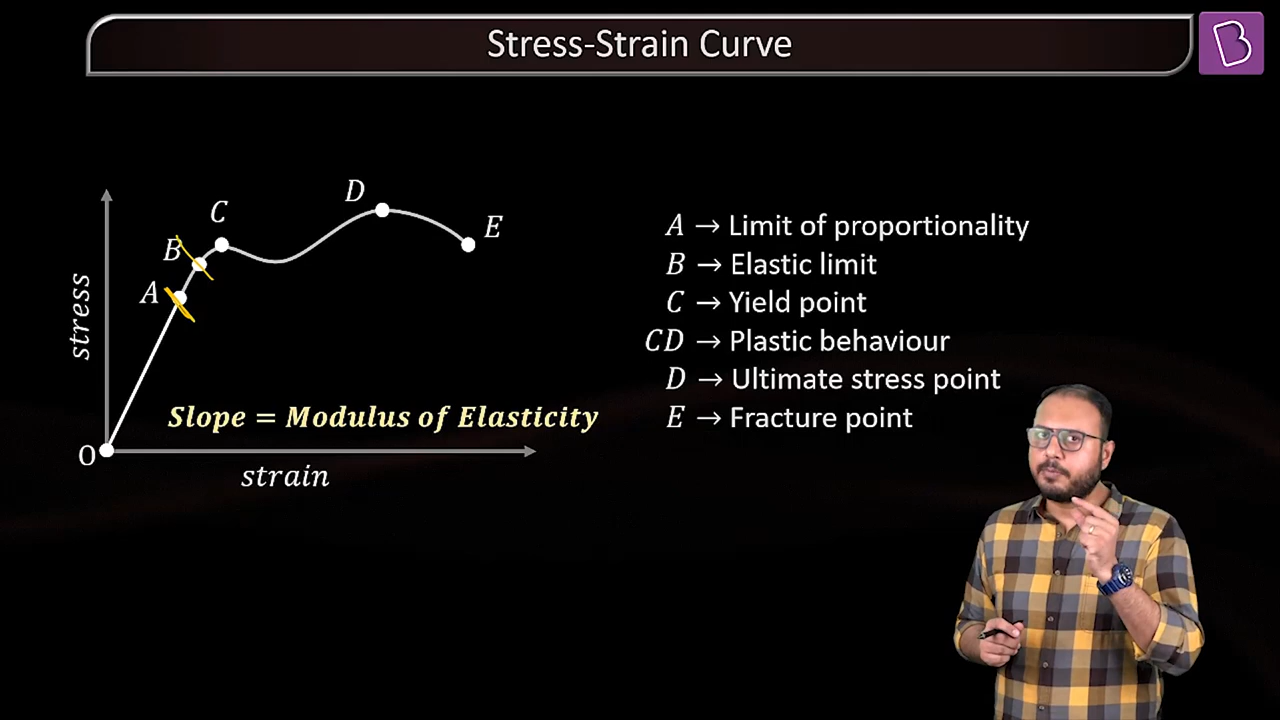 Stress-Strain Curve
B
D
C
E
B
A
stress
Slope = Modulus of Elasticity
O
strain
A → Limit of proportionality
B → Elastic limit
C → Yield point
CD → Plastic behaviour
D → Ultimate stress point
E → Fracture point